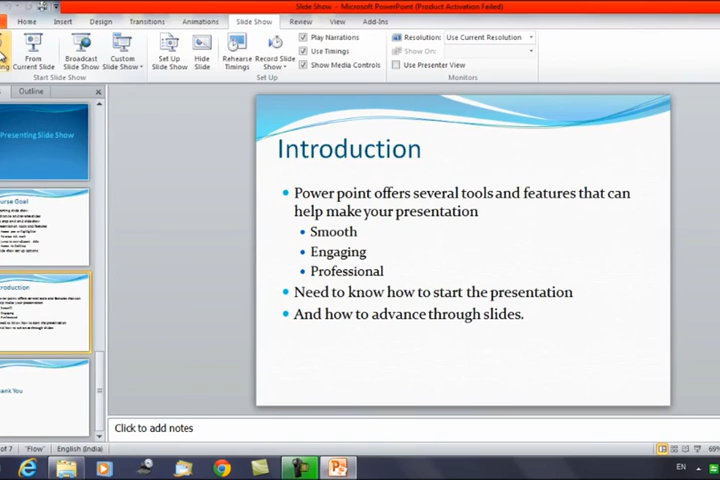 Slide Show - Microsoft PowerPoint (Product Activation Failed)
Home Insert Design Transitions Animations Slide Show Review View Add-Ins
From Current Slide
Broadcast Slide Show
Custom Slide Show
Set Up Slide Show
Hide Slide
Rehearse Timings
Record Slide Show
Play Narrations
Use Timings
Show Media Controls
Resolution: Use Current Resolution
Show On:
Use Presenter View
Start Slide Show Set Up Monitors
Outline
Presenting Slide Show
Thank You
Introduction
Power point offers several tools and features that can
help make your presentation
Smooth
Engaging
Professional
Need to know how to start the presentation
And how to advance through slides.
Click to add notes
of 7 "Flow" English (India)
EN